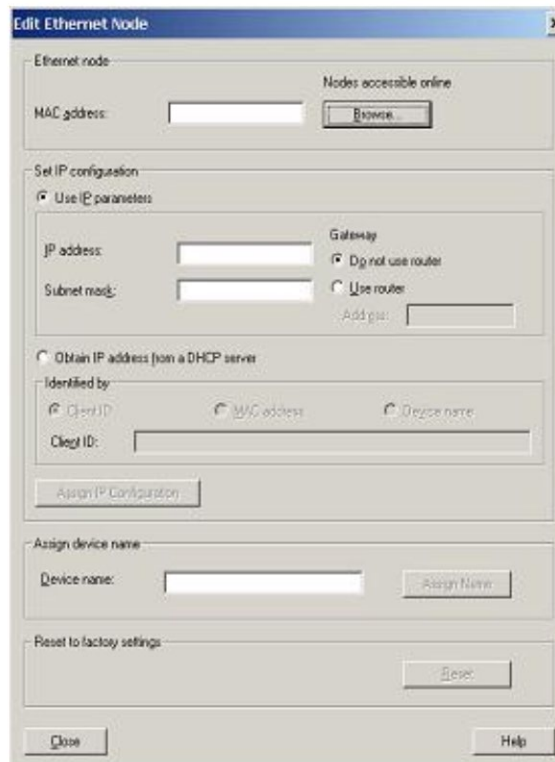 Edit Ethernet Node
Ethernet node
Nodes accessible online
MAC address:
Browse...
Set IP configuration
Use IP parameters
Gateway
IP address:
Do not use router
Subnet mask:
Use router
Address:
Obtain IP address from a DHCP server
Identified by
Client ID
MAC address
Device name
Client ID:
Assign IP Configuration
Assign device name
Device name:
Assign Name
Reset to factory settings
Reset
Close
Help